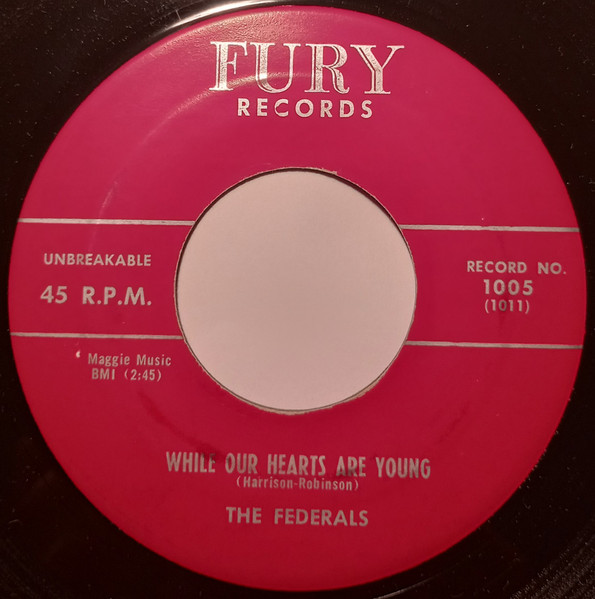 FURY
RECORDS
UNBREAKABLE
45 R.P.M.
RECORD NO.
1005
(1011)
Maggie Music
BMI (2:45)
WHILE OUR HEARTS ARE YOUNG
(Harrison-Robinson)
THE FEDERALS